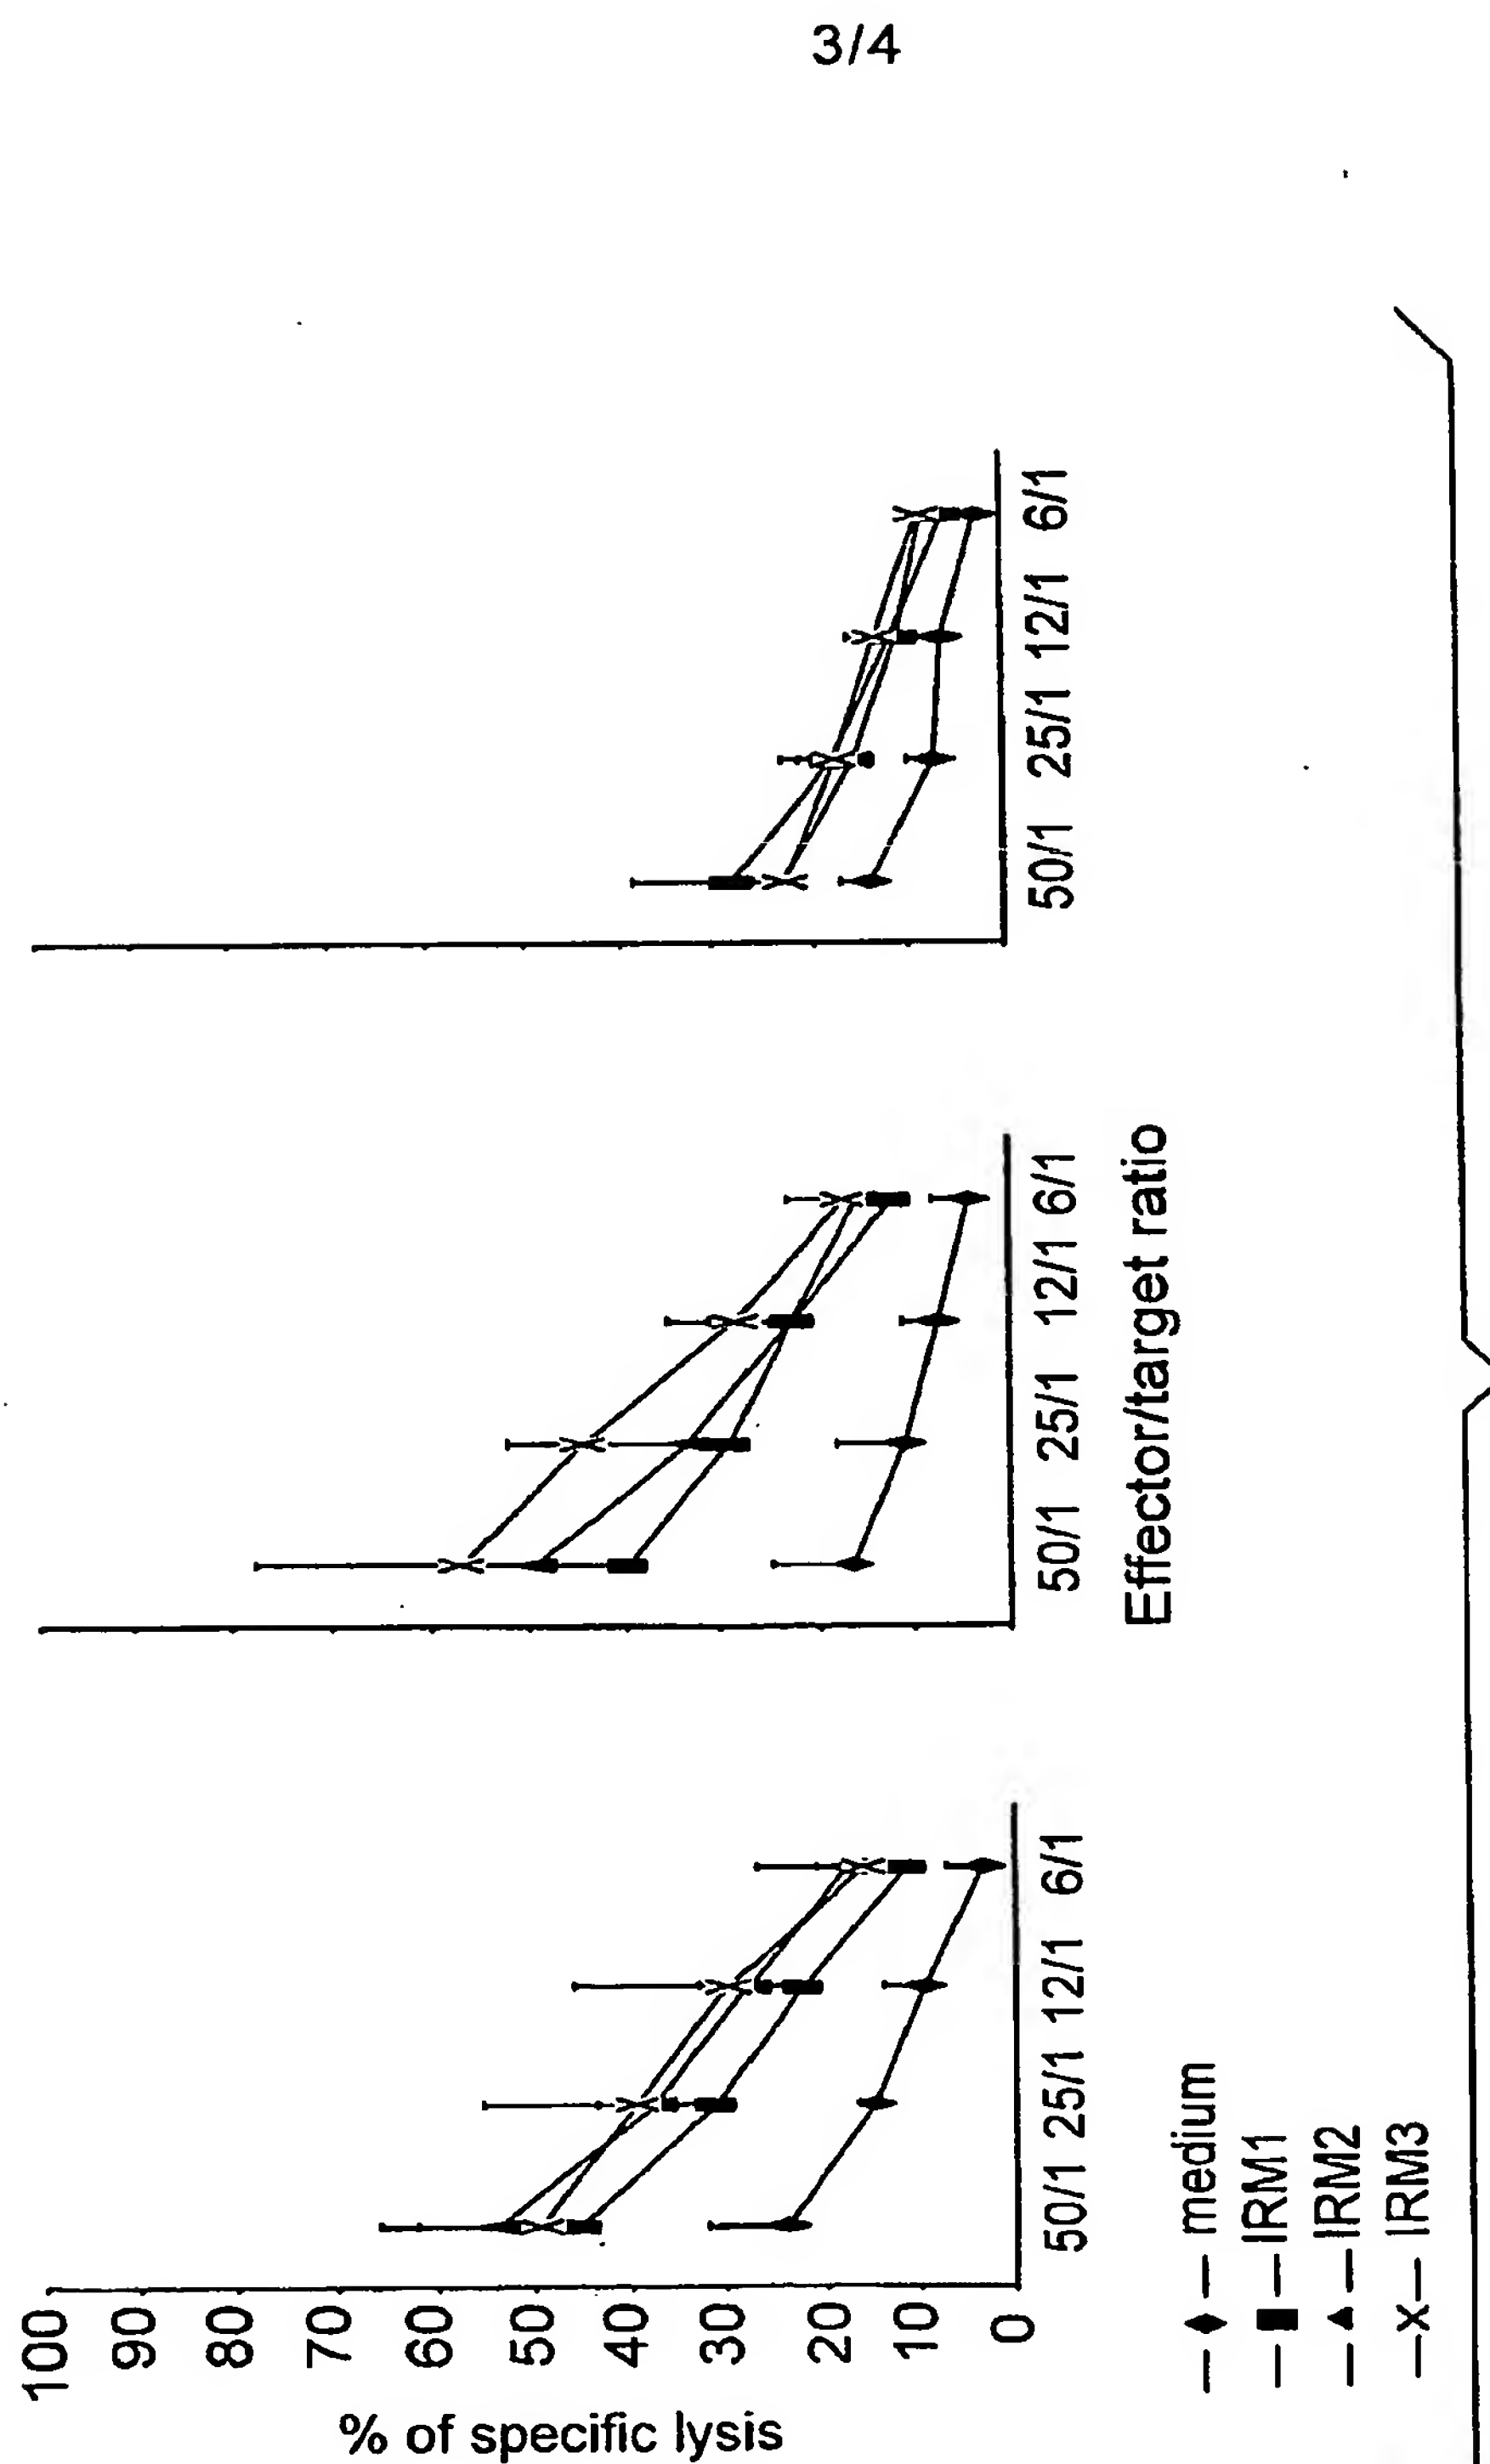 3/4
100
90
80
70
60
50
40
30
20
10
0
% of specific lysis
50/1 25/1 12/1 6/1
50/1 25/1 12/1 6/1
50/1 25/1 12/1 6/1
Effector/target ratio
medium
IRM1
IRM2
IRM3